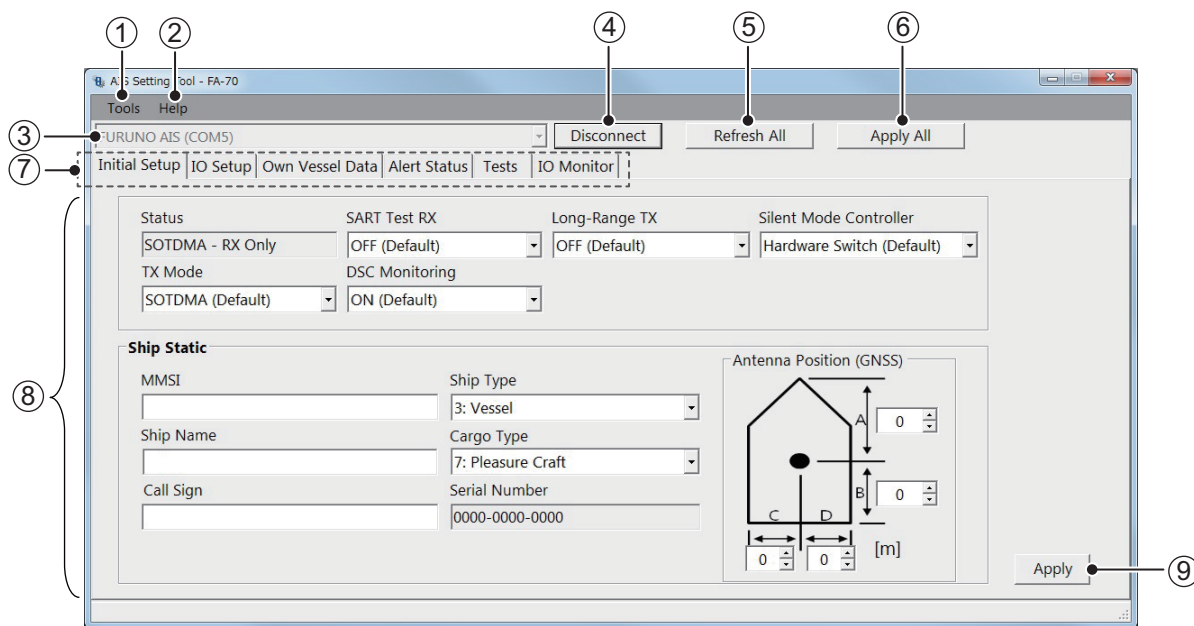 ① ② ④ ⑤ ⑥
AIS Setting Tool - FA-70
Tools Help
③ FURUNO AIS (COM5) Disconnect Refresh All Apply All
⑦ Initial Setup IO Setup Own Vessel Data Alert Status Tests IO Monitor
Status SART Test RX Long-Range TX Silent Mode Controller
SOTDMA - RX Only OFF (Default) OFF (Default) Hardware Switch (Default)
TX Mode DSC Monitoring
SOTDMA (Default) ON (Default)
Ship Static
Antenna Position (GNSS)
MMSI Ship Type
⑧
3: Vessel
A 0
Ship Name Cargo Type
7: Pleasure Craft
Call Sign Serial Number
B 0
0000-0000-0000
C D
[m]
0 0
Apply ⑨